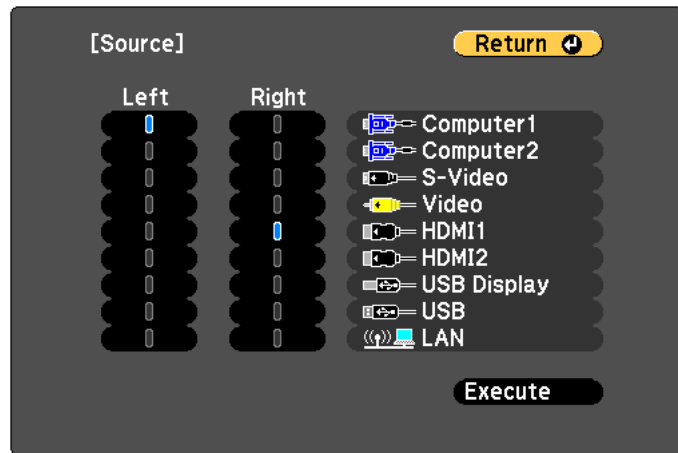 [Source]
Return
Left Right
Computer1
Computer2
S-Video
Video
HDMI1
HDMI2
USB Display
USB
LAN
Execute